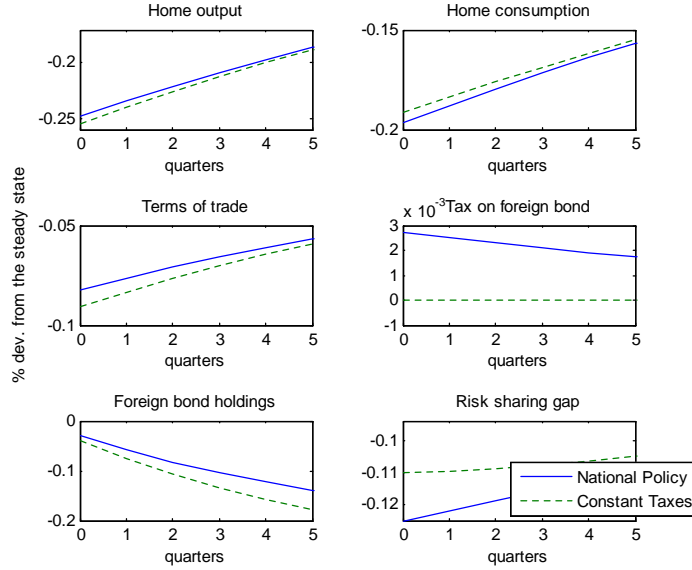 Home output
Home consumption
-0.2
-0.25
0 1 2 3 4 5
quarters
-0.15
-0.2
0 1 2 3 4 5
quarters
% dev. from the steady state
Terms of trade
x 10-3 Tax on foreign bond
-0.05
-0.1
0 1 2 3 4 5
quarters
3
2
1
0
-1
0 1 2 3 4 5
quarters
Foreign bond holdings
Risk sharing gap
0
-0.1
-0.2
0 1 2 3 4 5
quarters
-0.1
-0.11
-0.12
0 1 2 3 4 5
quarters
National Policy
Constant Taxes